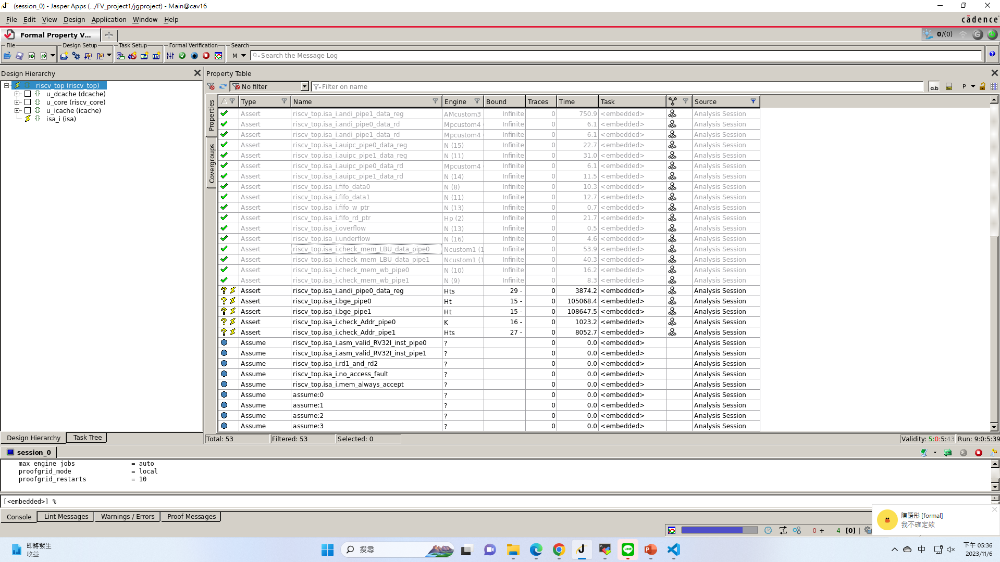 (session_0) - Jasper Apps (.../FV_project1/jgproject) - Main@cav16
File Edit View Design Application Window Help
cādence
Formal Property V...
0/(0)
File Design Setup Task Setup Formal Verification Search
M Search the Message Log
Design Hierarchy
riscv_top (riscv_top)
u_dcache (dcache)
u_core (riscv_core)
u_icache (icache)
isa_i (isa)
Design Hierarchy Task Tree
Property Table
No filter Filter on name a.b P
Properties
Covergroups
Type Name Engine Bound Traces Time Task Source
Assert riscv_top.isa_i.andi_pipe1_data_reg AMcustom3 Infinite 0 750.9 <embedded> Analysis Session
Assert riscv_top.isa_i.andi_pipe0_data_rd Mpcustom4 Infinite 0 6.1 <embedded> Analysis Session
Assert riscv_top.isa_i.andi_pipe1_data_rd Mpcustom4 Infinite 0 6.1 <embedded> Analysis Session
Assert riscv_top.isa_i.auipc_pipe0_data_reg N (15) Infinite 0 22.7 <embedded> Analysis Session
Assert riscv_top.isa_i.auipc_pipe1_data_reg N (11) Infinite 0 31.0 <embedded> Analysis Session
Assert riscv_top.isa_i.auipc_pipe0_data_rd Mpcustom4 Infinite 0 6.1 <embedded> Analysis Session
Assert riscv_top.isa_i.auipc_pipe1_data_rd N (14) Infinite 0 11.5 <embedded> Analysis Session
Assert riscv_top.isa_i.fifo_data0 N (8) Infinite 0 10.3 <embedded> Analysis Session
Assert riscv_top.isa_i.fifo_data1 N (11) Infinite 0 12.7 <embedded> Analysis Session
Assert riscv_top.isa_i.fifo_w_ptr N (13) Infinite 0 0.7 <embedded> Analysis Session
Assert riscv_top.isa_i.fifo_rd_ptr Hp (2) Infinite 0 21.7 <embedded> Analysis Session
Assert riscv_top.isa_i.overflow N (13) Infinite 0 0.5 <embedded> Analysis Session
Assert riscv_top.isa_i.underflow N (16) Infinite 0 4.6 <embedded> Analysis Session
Assert riscv_top.isa_i.check_mem_LBU_data_pipe0 Ncustom1 (1 Infinite 0 53.9 <embedded> Analysis Session
Assert riscv_top.isa_i.check_mem_LBU_data_pipe1 Ncustom1 (1 Infinite 0 40.3 <embedded> Analysis Session
Assert riscv_top.isa_i.check_mem_wb_pipe0 N (10) Infinite 0 16.2 <embedded> Analysis Session
Assert riscv_top.isa_i.check_mem_wb_pipe1 N (9) Infinite 0 8.3 <embedded> Analysis Session
Assert riscv_top.isa_i.andi_pipe0_data_reg Hts 29 - 0 3874.2 <embedded> Analysis Session
Assert riscv_top.isa_i.bge_pipe0 Ht 15 - 0 105068.4 <embedded> Analysis Session
Assert riscv_top.isa_i.bge_pipe1 Ht 15 - 0 108647.5 <embedded> Analysis Session
Assert riscv_top.isa_i.check_Addr_pipe0 K 16 - 0 1023.2 <embedded> Analysis Session
Assert riscv_top.isa_i.check_Addr_pipe1 Hts 27 - 0 8052.7 <embedded> Analysis Session
Assume riscv_top.isa_i.asm_valid_RV32I_inst_pipe0 ? 0 0.0 <embedded> Analysis Session
Assume riscv_top.isa_i.asm_valid_RV32I_inst_pipe1 ? 0 0.0 <embedded> Analysis Session
Assume riscv_top.isa_i.rd1_and_rd2 ? 0 0.0 <embedded> Analysis Session
Assume riscv_top.isa_i.no_access_fault ? 0 0.0 <embedded> Analysis Session
Assume riscv_top.isa_i.mem_always_accept ? 0 0.0 <embedded> Analysis Session
Assume assume:0 ? 0 0.0 <embedded> Analysis Session
Assume assume:1 ? 0 0.0 <embedded> Analysis Session
Assume assume:2 ? 0 0.0 <embedded> Analysis Session
Assume assume:3 ? 0 0.0 <embedded> Analysis Session
Total: 53 Filtered: 53 Selected: 0 Validity: 5:0:5:43 Run: 9:0:5:39
session_0
max engine jobs = auto
proofgrid_mode = local
proofgrid_restarts = 10
[<embedded>] %
Console Lint Messages Warnings / Errors Proof Messages
0 + 4 [0] |
陳語彤 [formal]
我不確定欸
即將發生
收益
搜尋
LINE
中
下午 05:36
2023/11/6